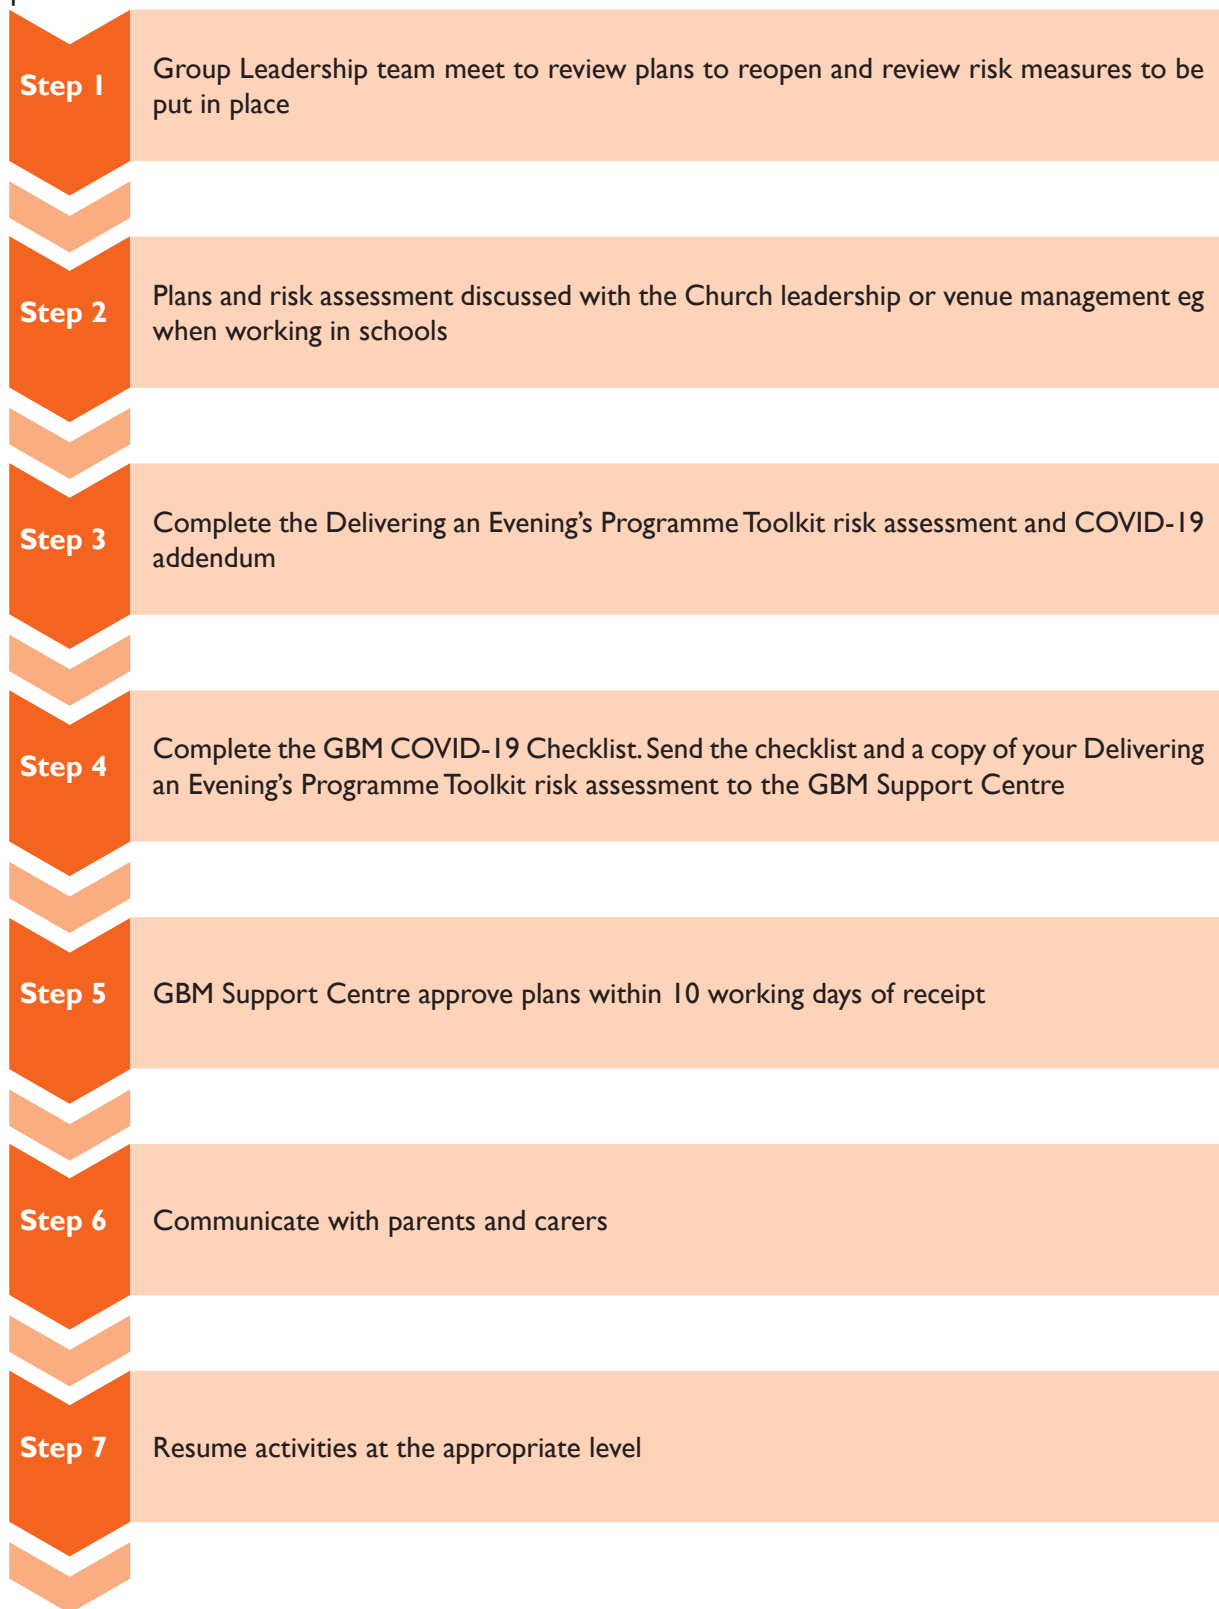 Step 1
Group Leadership team meet to review plans to reopen and review risk measures to be
put in place
Step 2
Plans and risk assessment discussed with the Church leadership or venue management eg
when working in schools
Step 3
Complete the Delivering an Evening’s Programme Toolkit risk assessment and COVID-19
addendum
Step 4
Complete the GBM COVID-19 Checklist. Send the checklist and a copy of your Delivering
an Evening’s Programme Toolkit risk assessment to the GBM Support Centre
Step 5
GBM Support Centre approve plans within 10 working days of receipt
Step 6
Communicate with parents and carers
Step 7
Resume activities at the appropriate level